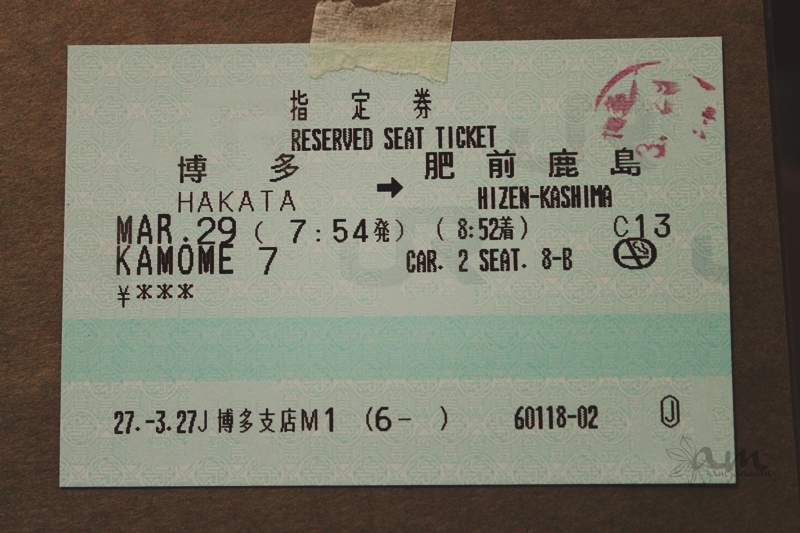 指定券
RESERVED SEAT TICKET
博多 → 肥前鹿島
HAKATA HIZEN-KASHIMA
MAR.29 ( 7:54発) ( 8:52着) C13
KAMOME 7 CAR. 2 SEAT. 8-B
¥***
27.-3.27J 博多支店M1 (6- ) 60118-02 J
am